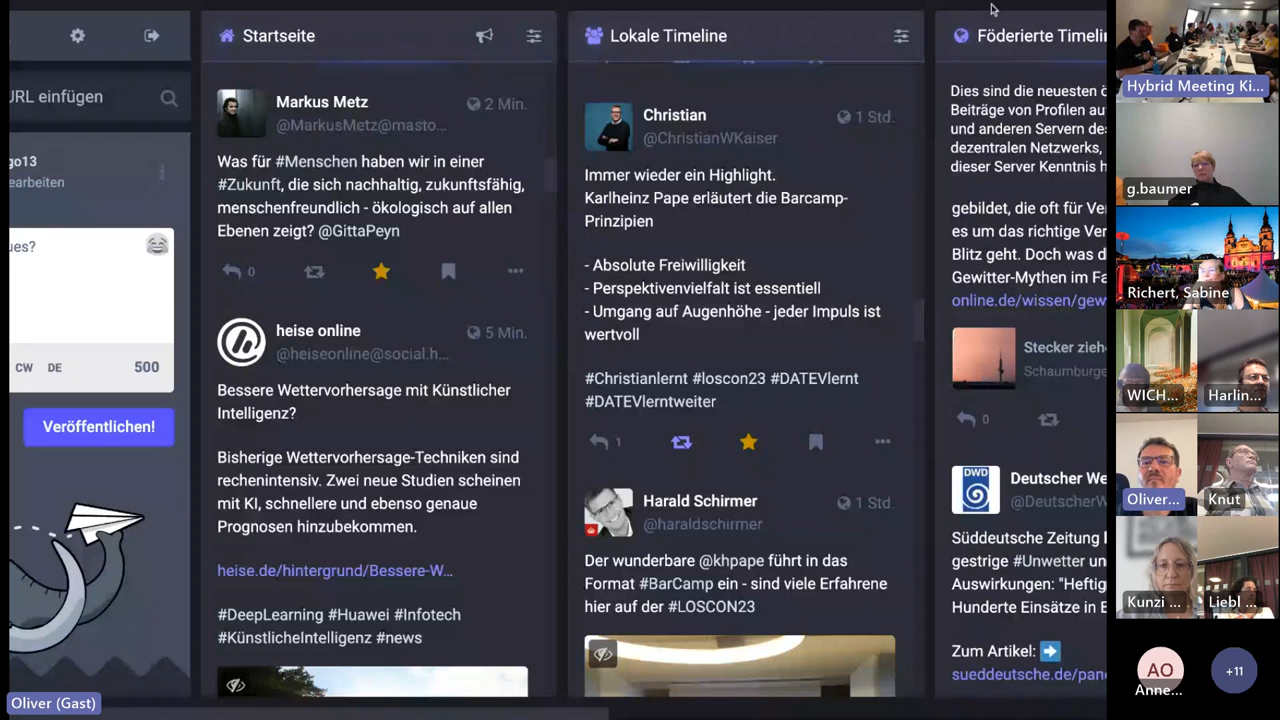 URL einfügen
go13
earbeiten
ues?
CW DE 500
Veröffentlichen!
Startseite
Markus Metz
2 Min.
@MarkusMetz@masto...
Was für #Menschen haben wir in einer
#Zukunft, die sich nachhaltig, zukunftsfähig,
menschenfreundlich - ökologisch auf allen
Ebenen zeigt? @GittaPeyn
0
heise online
5 Min.
@heiseonline@social.h...
Bessere Wettervorhersage mit Künstlicher
Intelligenz?
Bisherige Wettervorhersage-Techniken sind
rechenintensiv. Zwei neue Studien scheinen
mit KI, schnellere und ebenso genaue
Prognosen hinzubekommen.
heise.de/hintergrund/Bessere-W...
#DeepLearning #Huawei #Infotech
#KünstlicheIntelligenz #news
Lokale Timeline
Christian
1 Std.
@ChristianWKaiser
Immer wieder ein Highlight.
Karlheinz Pape erläutert die Barcamp-
Prinzipien
- Absolute Freiwilligkeit
- Perspektivenvielfalt ist essentiell
- Umgang auf Augenhöhe - jeder Impuls ist
wertvoll
#Christianlernt #loscon23 #DATEVlernt
#DATEVlerntweiter
1
Harald Schirmer
1 Std.
@haraldschirmer
Der wunderbare @khpape führt in das
Format #BarCamp ein - sind viele Erfahrene
hier auf der #LOSCON23
Föderierte Timelin
Dies sind die neuesten ö
Beiträge von Profilen au
und anderen Servern des
dezentralen Netzwerks,
dieser Server Kenntnis h
gebildet, die oft für Ver
es um das richtige Ver
Blitz geht. Doch was d
Gewitter-Mythen im Fa
online.de/wissen/gew
Stecker zieh
Schaumburge
0
DWD
Deutscher We
@DeutscherW
Süddeutsche Zeitung b
gestrige #Unwetter un
Auswirkungen: "Heftig
Hunderte Einsätze in B
Zum Artikel:
sueddeutsche.de/pan
Hybrid Meeting Ki...
g.baumer
Richert, Sabine
WICH...
Harlin...
Oliver...
Knut
Kunzi ...
Liebl ...
AO
Anne...
+11
Oliver (Gast)